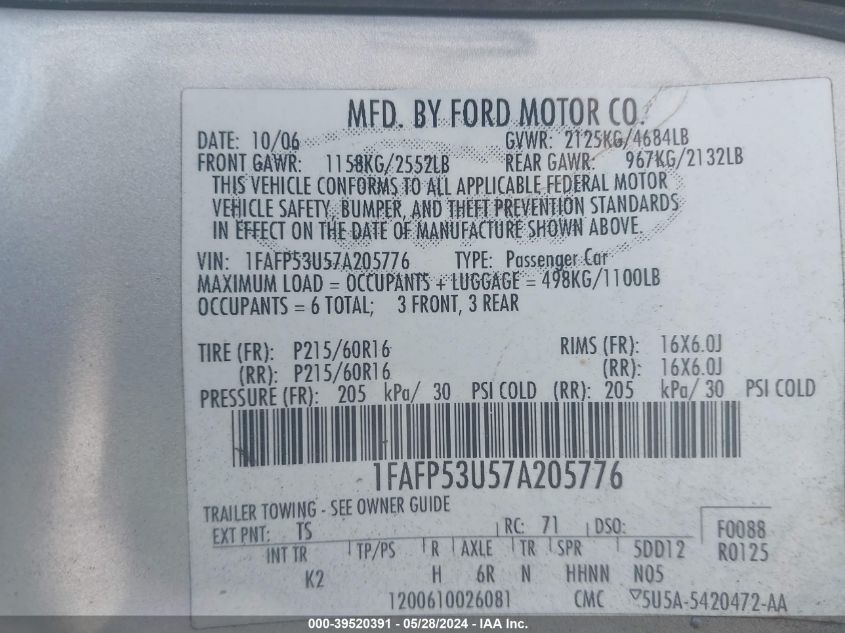 MFD. BY FORD MOTOR CO.
DATE: 10/06 GVWR: 2125KG/4684LB
FRONT GAWR: 1158KG/2552LB REAR GAWR: 967KG/2132LB
THIS VEHICLE CONFORMS TO ALL APPLICABLE FEDERAL MOTOR
VEHICLE SAFETY, BUMPER, AND THEFT PREVENTION STANDARDS
IN EFFECT ON THE DATE OF MANUFACTURE SHOWN ABOVE.
VIN: 1FAFP53U57A205776 TYPE: Passenger Car
MAXIMUM LOAD = OCCUPANTS + LUGGAGE = 498KG/1100LB
OCCUPANTS = 6 TOTAL; 3 FRONT, 3 REAR
TIRE (FR): P215/60R16 RIMS (FR): 16X6.0J
(RR): P215/60R16 (RR): 16X6.0J
PRESSURE (FR): 205 kPa/ 30 PSI COLD (RR): 205 kPa/ 30 PSI COLD
1FAFP53U57A205776
TRAILER TOWING - SEE OWNER GUIDE
EXT PNT: TS RC: 71 DSO: F0088
INT TR TP/PS R AXLE TR SPR 5DD12 R0125
K2 H 6R N HHNN N05
1200610026081 CMC 5U5A-5420472-AA
000-39520391 - 05/28/2024 - IAA Inc.